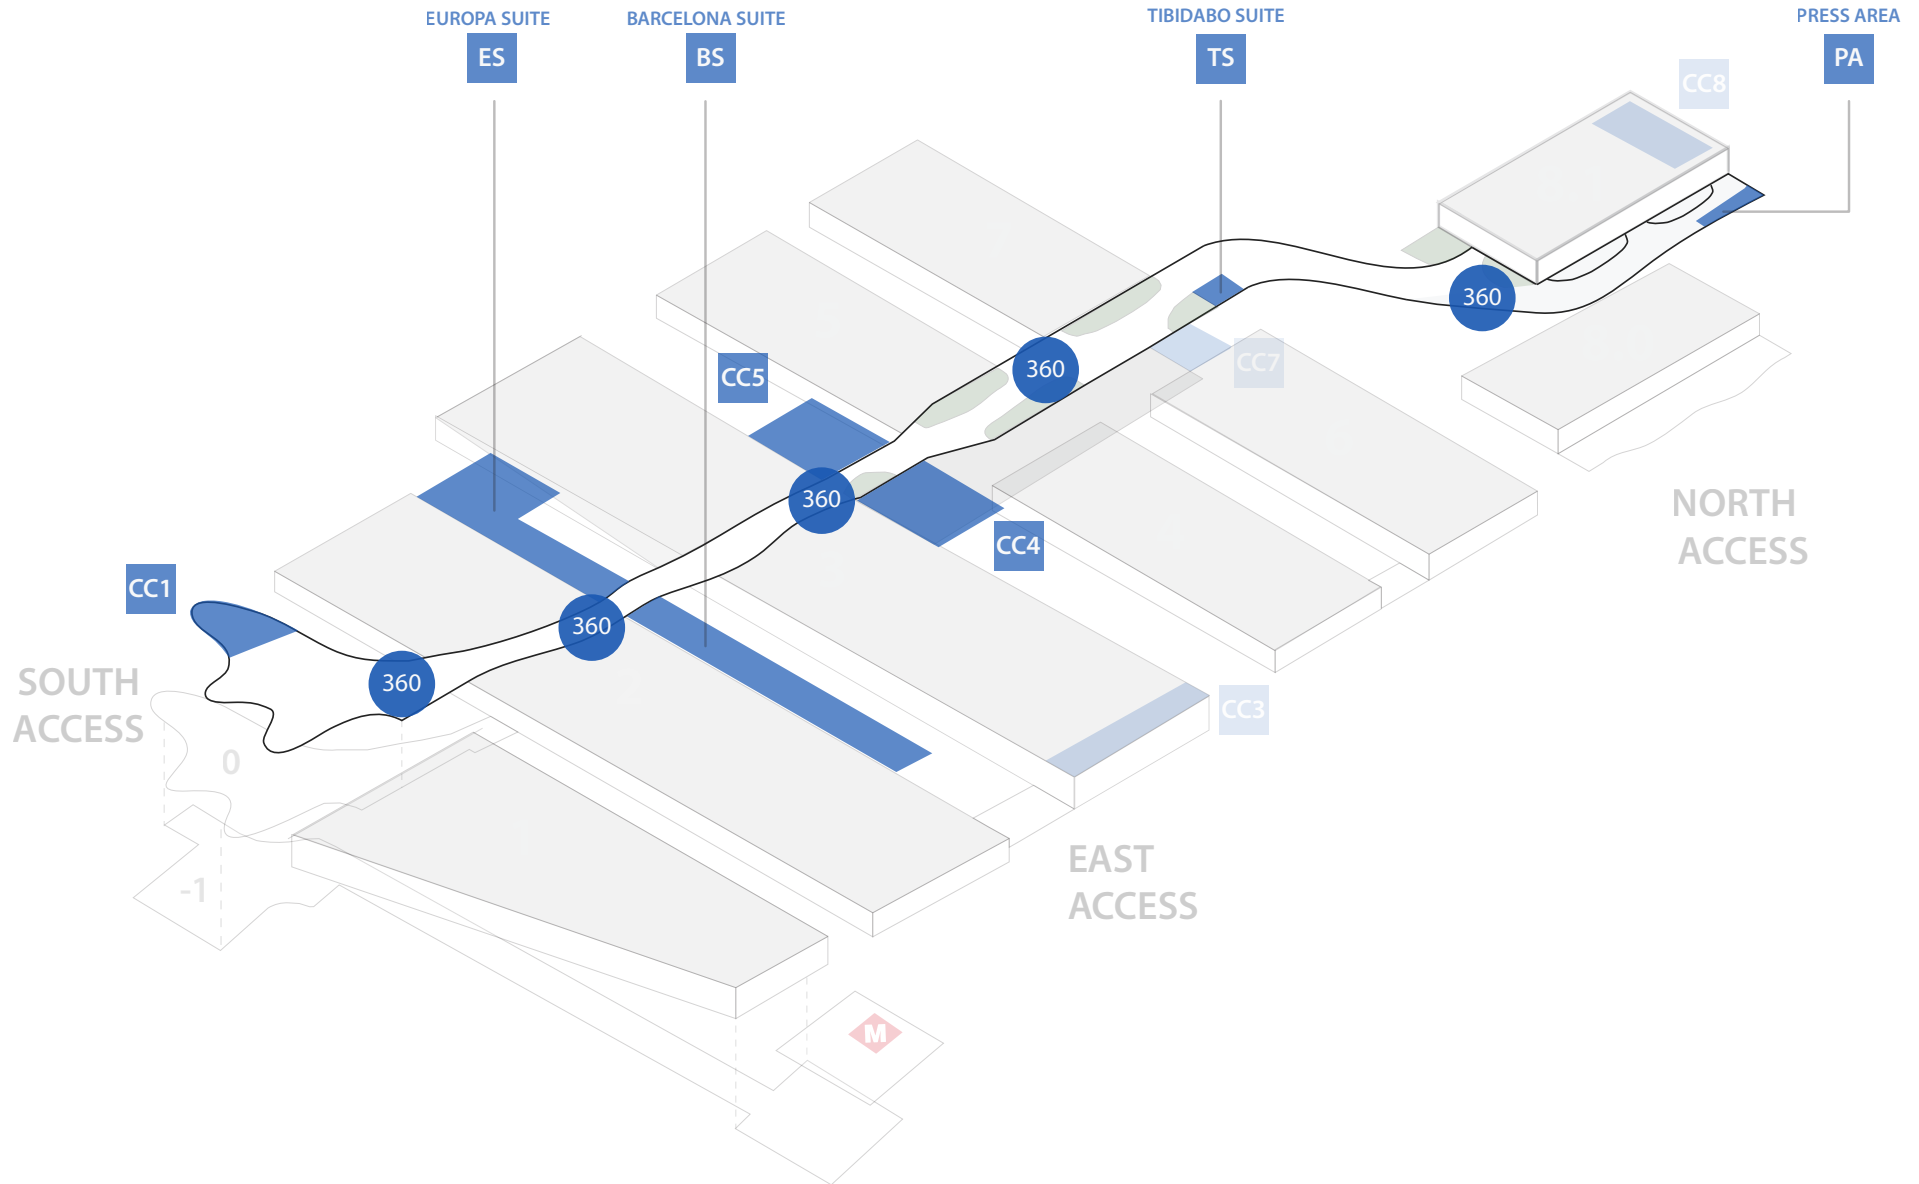 EUROPA SUITE
ES
BARCELONA SUITE
BS
TIBIDABO SUITE
TS
PRESS AREA
PA
CC8
CC5
360
360
CC7
CC1
360
360
360
CC4
NORTH
ACCESS
SOUTH
ACCESS
CC3
0
-1
EAST
ACCESS
M